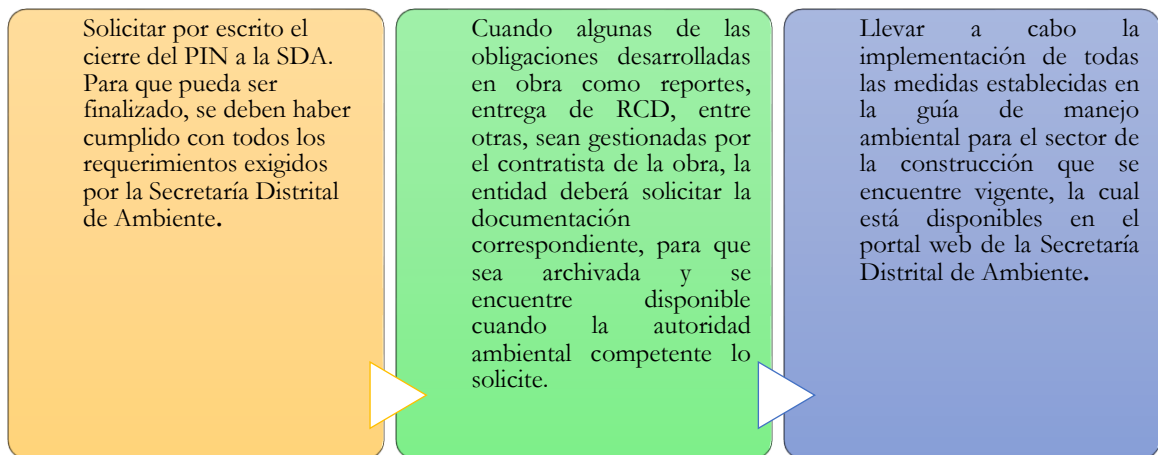 Solicitar por escrito el
cierre del PIN a la SDA.
Para que pueda ser
finalizado, se deben haber
cumplido con todos los
requerimientos exigidos
por la Secretaría Distrital
de Ambiente.
Cuando algunas de las
obligaciones desarrolladas
en obra como reportes,
entrega de RCD, entre
otras, sean gestionadas por
el contratista de la obra, la
entidad deberá solicitar la
documentación
correspondiente, para que
sea archivada y se
encuentre disponible
cuando la autoridad
ambiental competente lo
solicite.
Llevar a cabo la
implementación de todas
las medidas establecidas en
la guía de manejo
ambiental para el sector de
la construcción que se
encuentre vigente, la cual
está disponibles en el
portal web de la Secretaría
Distrital de Ambiente.